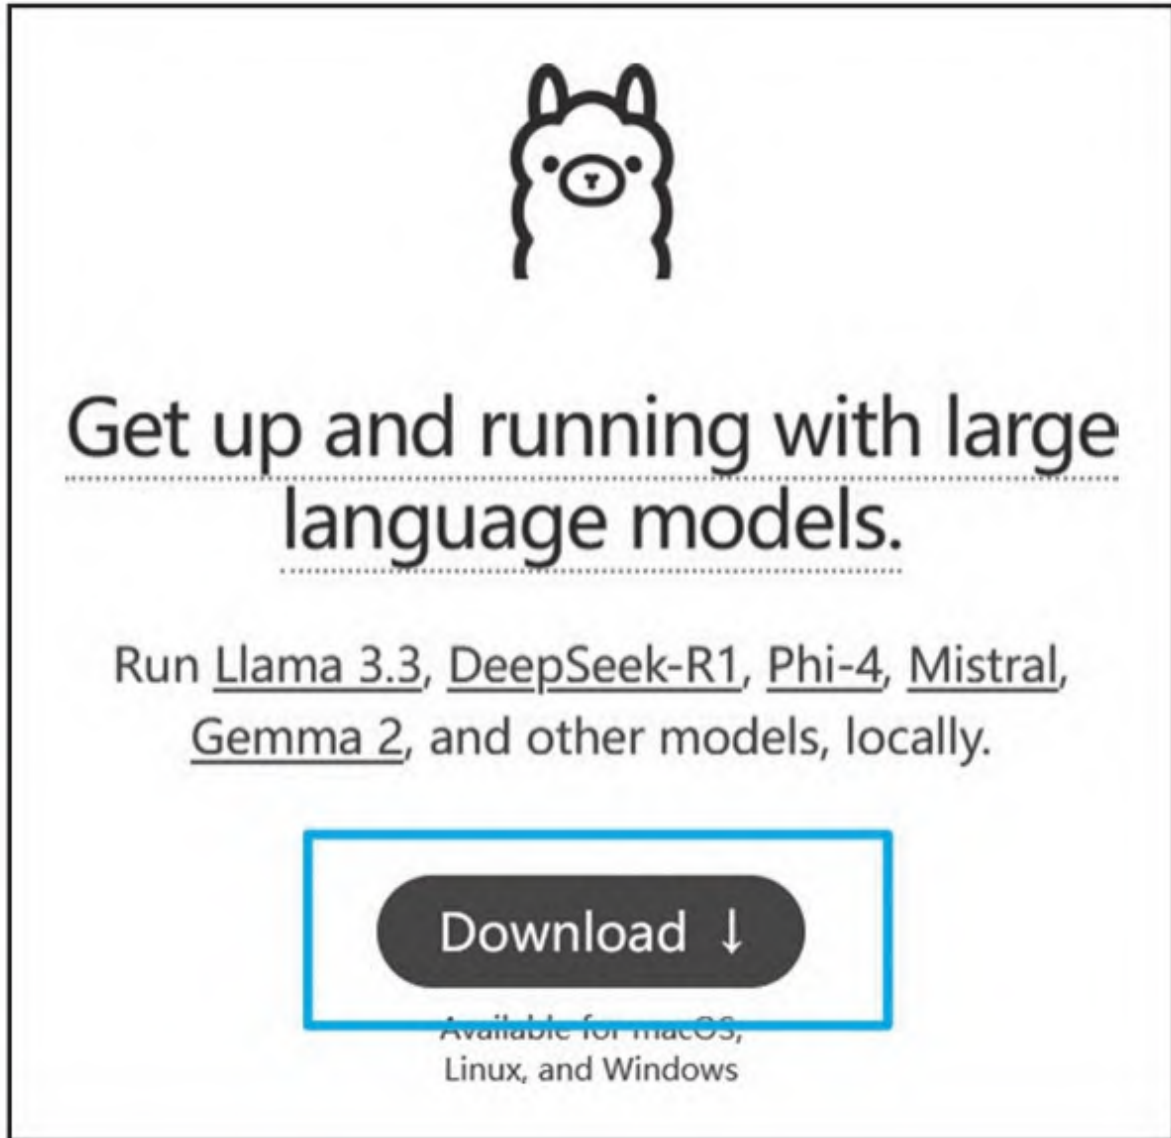 Get up and running with large
language models.
Run Llama 3.3, DeepSeek-R1, Phi-4, Mistral,
Gemma 2, and other models, locally.
Download ↓
Available for macOS,
Linux, and Windows